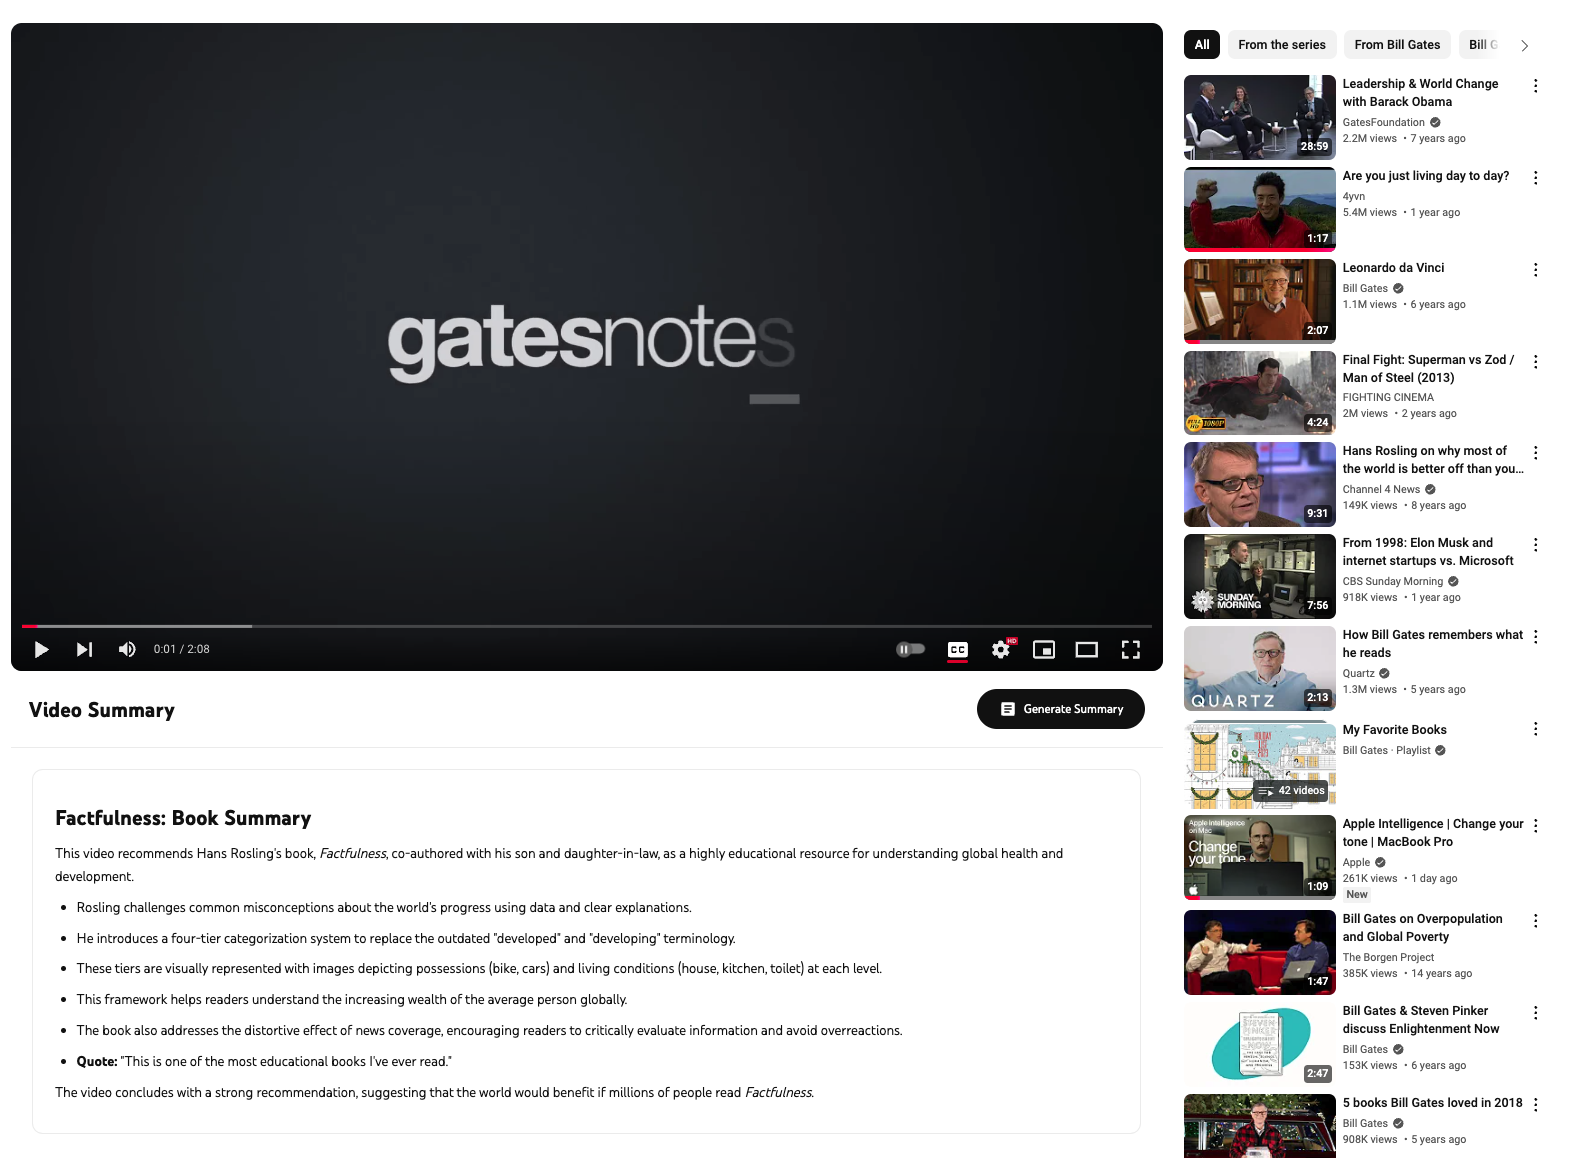 gatesnotes
0:01 / 2:08
CC
HD
Video Summary
Generate Summary
Factfulness: Book Summary
This video recommends Hans Rosling's book, Factfulness, co-authored with his son and daughter-in-law, as a highly educational resource for understanding global health and
development.
• Rosling challenges common misconceptions about the world's progress using data and clear explanations.
• He introduces a four-tier categorization system to replace the outdated "developed" and "developing" terminology.
• These tiers are visually represented with images depicting possessions (bike, cars) and living conditions (house, kitchen, toilet) at each level.
• This framework helps readers understand the increasing wealth of the average person globally.
• The book also addresses the distortive effect of news coverage, encouraging readers to critically evaluate information and avoid overreactions.
• Quote: "This is one of the most educational books I've ever read."
The video concludes with a strong recommendation, suggesting that the world would benefit if millions of people read Factfulness.
All From the series From Bill Gates Bill G
28:59
Leadership & World Change
with Barack Obama
GatesFoundation
2.2M views • 7 years ago
1:17
Are you just living day to day?
4yvn
5.4M views • 1 year ago
2:07
Leonardo da Vinci
Bill Gates
1.1M views • 6 years ago
FULL HD 1080P
4:24
Final Fight: Superman vs Zod /
Man of Steel (2013)
FIGHTING CINEMA
2M views • 2 years ago
9:31
Hans Rosling on why most of
the world is better off than you...
Channel 4 News
149K views • 8 years ago
SUNDAY
MORNING
7:56
From 1998: Elon Musk and
internet startups vs. Microsoft
CBS Sunday Morning
918K views • 1 year ago
QUARTZ
2:13
How Bill Gates remembers what
he reads
Quartz
1.3M views • 5 years ago
42 videos
My Favorite Books
Bill Gates · Playlist
Apple Intelligence
on Mac
Change
your tone
1:09
Apple Intelligence | Change your
tone | MacBook Pro
Apple
261K views • 1 day ago
New
1:47
Bill Gates on Overpopulation
and Global Poverty
The Borgen Project
385K views • 14 years ago
STEVEN
PINKER
ENLIGHTENMENT
NOW
2:47
Bill Gates & Steven Pinker
discuss Enlightenment Now
Bill Gates
153K views • 6 years ago
5 books Bill Gates loved in 2018
Bill Gates
908K views • 5 years ago